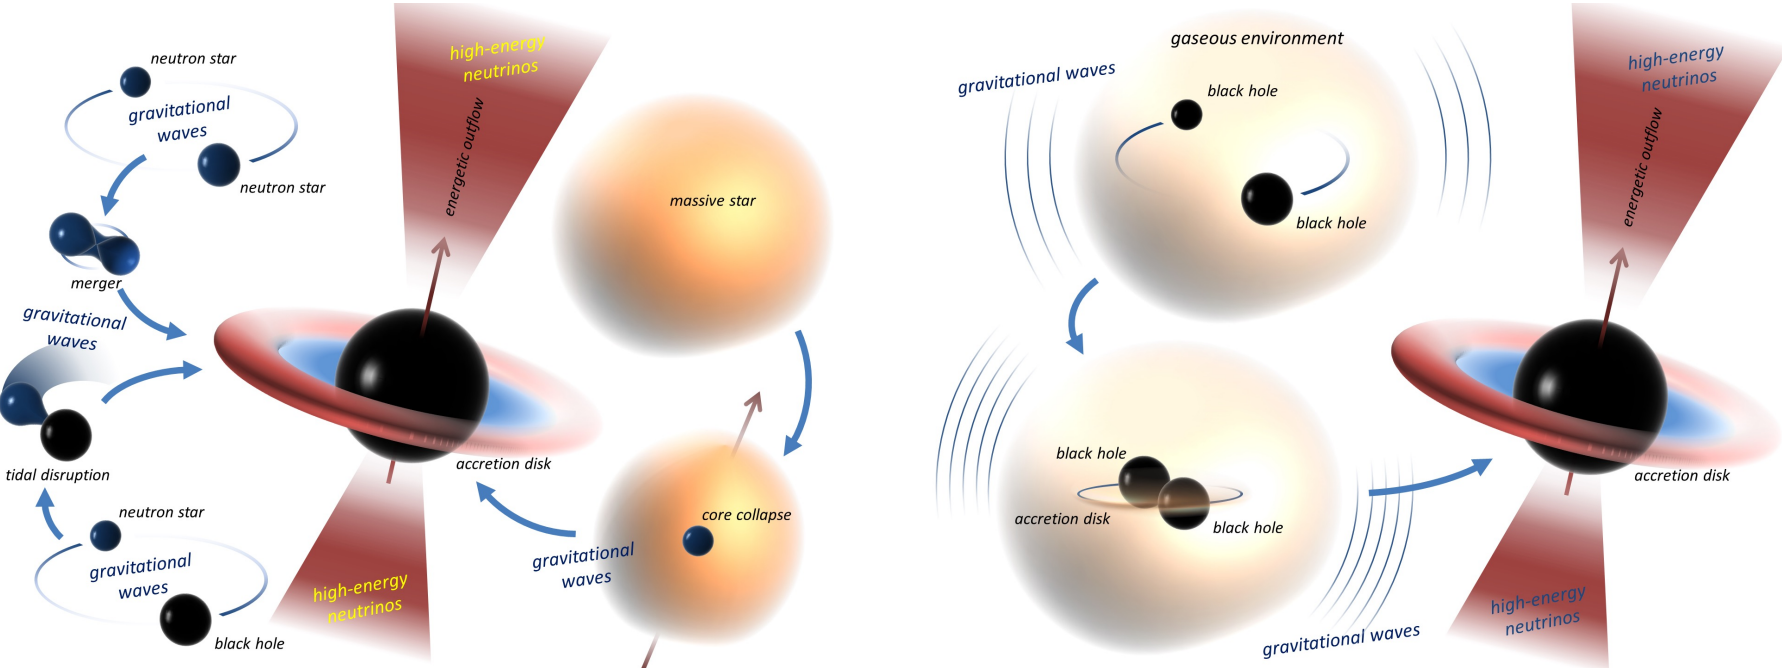 neutron star
gravitational
waves
neutron star
merger
gravitational
waves
tidal disruption
neutron star
gravitational
waves
black hole
high-energy
neutrinos
energetic outflow
accretion disk
high-energy
neutrinos
massive star
core collapse
gravitational
waves
gaseous environment
gravitational waves
black hole
black hole
black hole
accretion disk
black hole
gravitational waves
high-energy
neutrinos
energetic outflow
accretion disk
high-energy
neutrinos